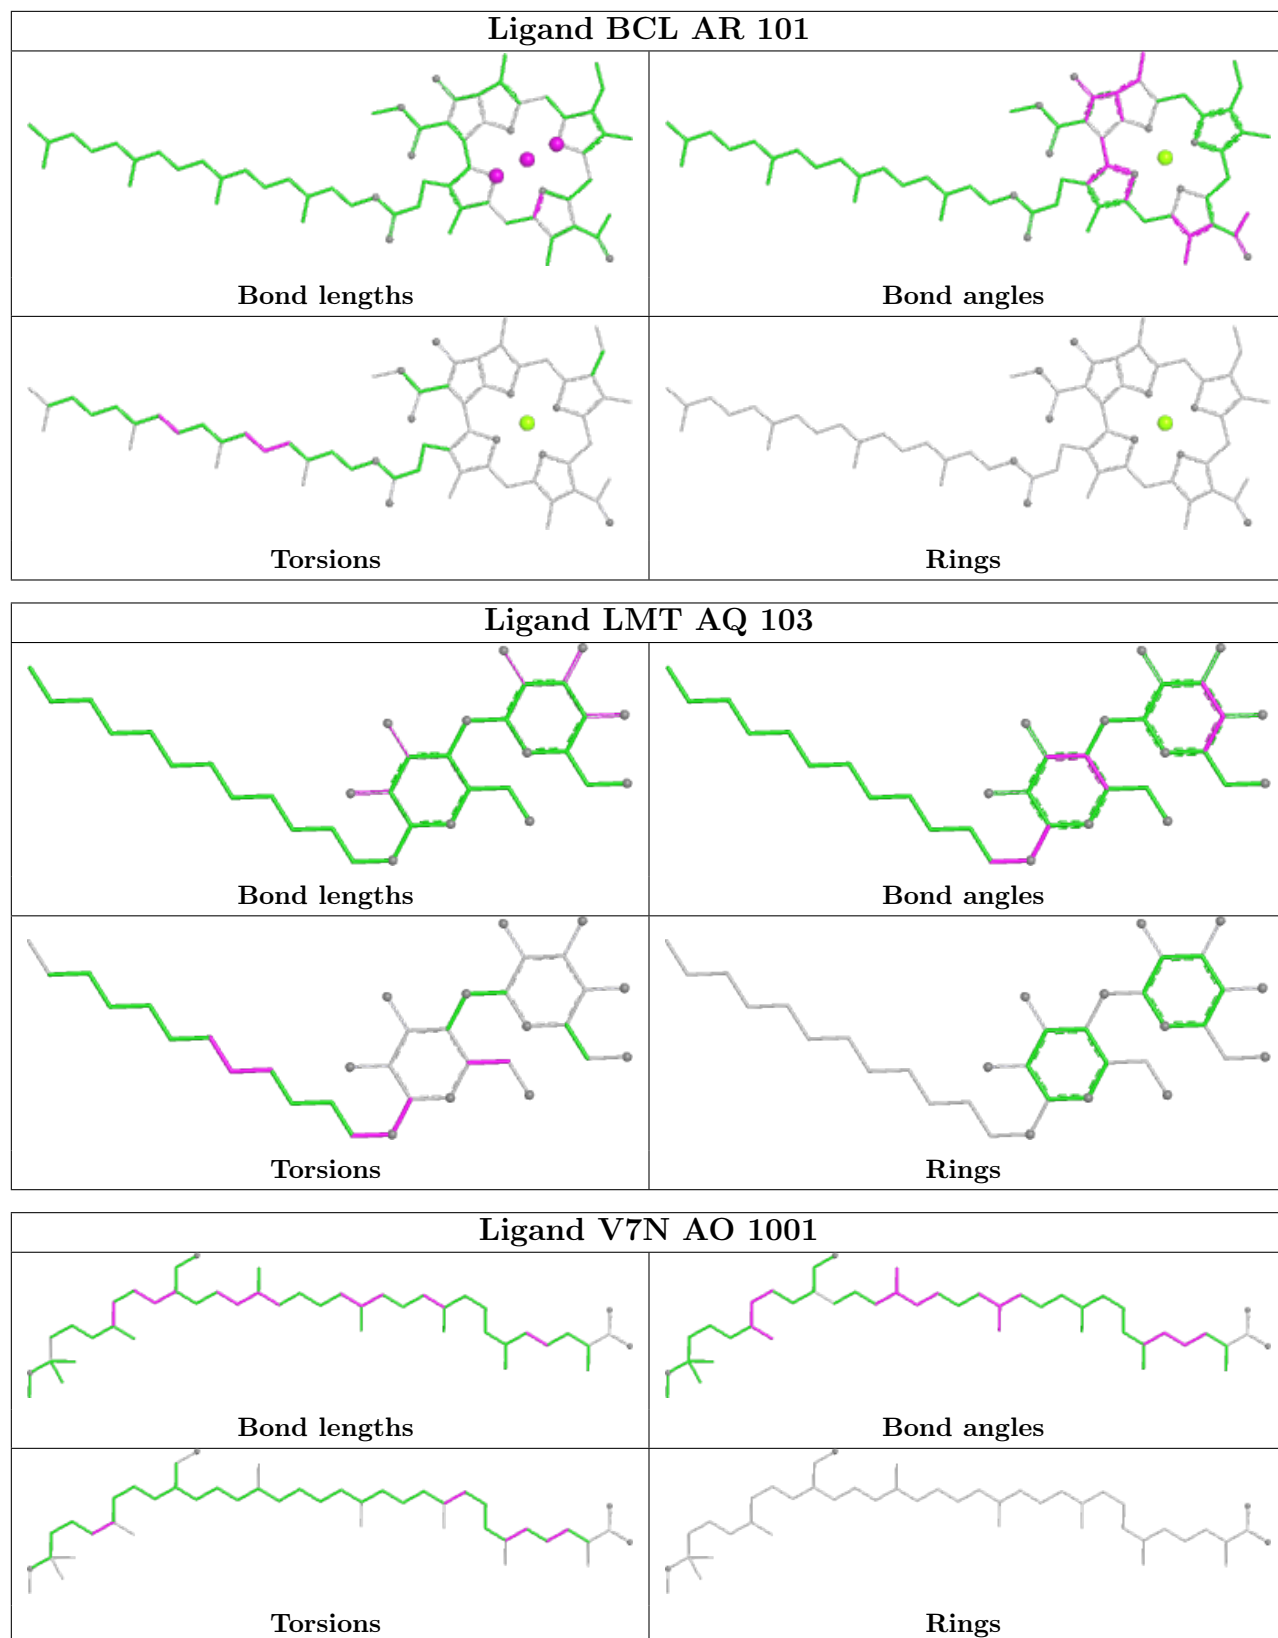 Ligand BCL AR 101
Bond lengths
Bond angles
Torsions
Rings
Ligand LMT AQ 103
Bond lengths
Bond angles
Torsions
Rings
Ligand V7N AO 1001
Bond lengths
Bond angles
Torsions
Rings